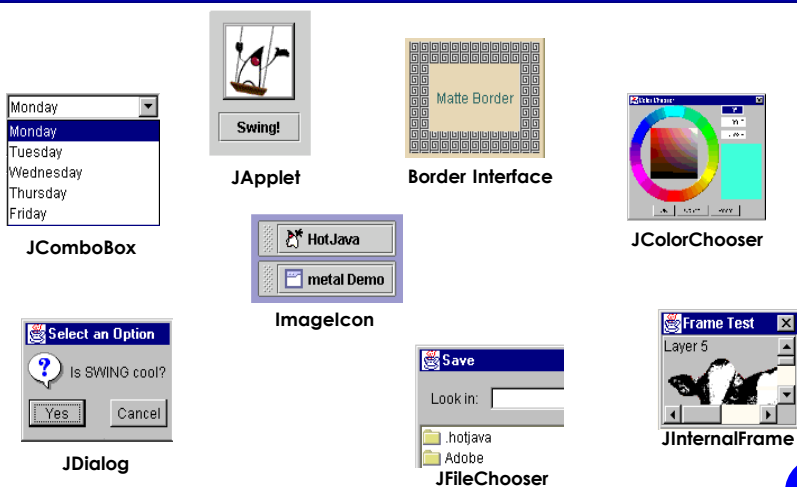 Monday
Monday
Tuesday
Wednesday
Thursday
Friday
JComboBox
Swing!
JApplet
Matte Border
Border Interface
JColorChooser
HotJava
metal Demo
ImageIcon
Select an Option
Is SWING cool?
Yes Cancel
JDialog
Save
Look in:
.hotjava
Adobe
JFileChooser
Frame Test
Layer 5
JInternalFrame